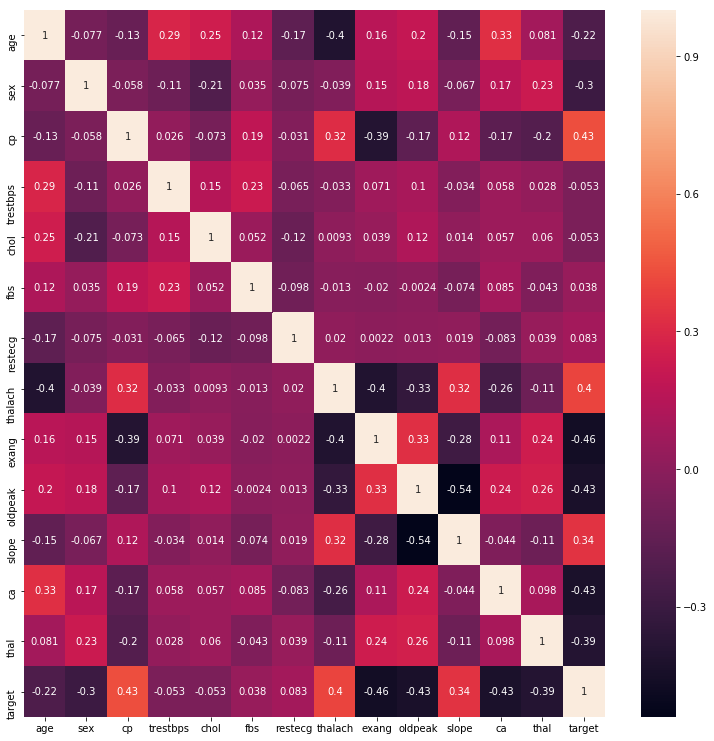 age 1 -0.077 -0.13 0.29 0.25 0.12 -0.17 -0.4 0.16 0.2 -0.15 0.33 0.081 -0.22
sex -0.077 1 -0.058 -0.11 -0.21 0.035 -0.075 -0.039 0.15 0.18 -0.067 0.17 0.23 -0.3
cp -0.13 -0.058 1 0.026 -0.073 0.19 -0.031 0.32 -0.39 -0.17 0.12 -0.17 -0.2 0.43
trestbps 0.29 -0.11 0.026 1 0.15 0.23 -0.065 -0.033 0.071 0.1 -0.034 0.058 0.028 -0.053
chol 0.25 -0.21 -0.073 0.15 1 0.052 -0.12 0.0093 0.039 0.12 0.014 0.057 0.06 -0.053
fbs 0.12 0.035 0.19 0.23 0.052 1 -0.098 -0.013 -0.02 -0.0024 -0.074 0.085 -0.043 0.038
restecg -0.17 -0.075 -0.031 -0.065 -0.12 -0.098 1 0.02 0.0022 0.013 0.019 -0.083 0.039 0.083
thalach -0.4 -0.039 0.32 -0.033 0.0093 -0.013 0.02 1 -0.4 -0.33 0.32 -0.26 -0.11 0.4
exang 0.16 0.15 -0.39 0.071 0.039 -0.02 0.0022 -0.4 1 0.33 -0.28 0.11 0.24 -0.46
oldpeak 0.2 0.18 -0.17 0.1 0.12 -0.0024 0.013 -0.33 0.33 1 -0.54 0.24 0.26 -0.43
slope -0.15 -0.067 0.12 -0.034 0.014 -0.074 0.019 0.32 -0.28 -0.54 1 -0.044 -0.11 0.34
ca 0.33 0.17 -0.17 0.058 0.057 0.085 -0.083 -0.26 0.11 0.24 -0.044 1 0.098 -0.43
thal 0.081 0.23 -0.2 0.028 0.06 -0.043 0.039 -0.11 0.24 0.26 -0.11 0.098 1 -0.39
target -0.22 -0.3 0.43 -0.053 -0.053 0.038 0.083 0.4 -0.46 -0.43 0.34 -0.43 -0.39 1
age sex cp trestbps chol fbs restecg thalach exang oldpeak slope ca thal target
0.9
0.6
0.3
0.0
−0.3